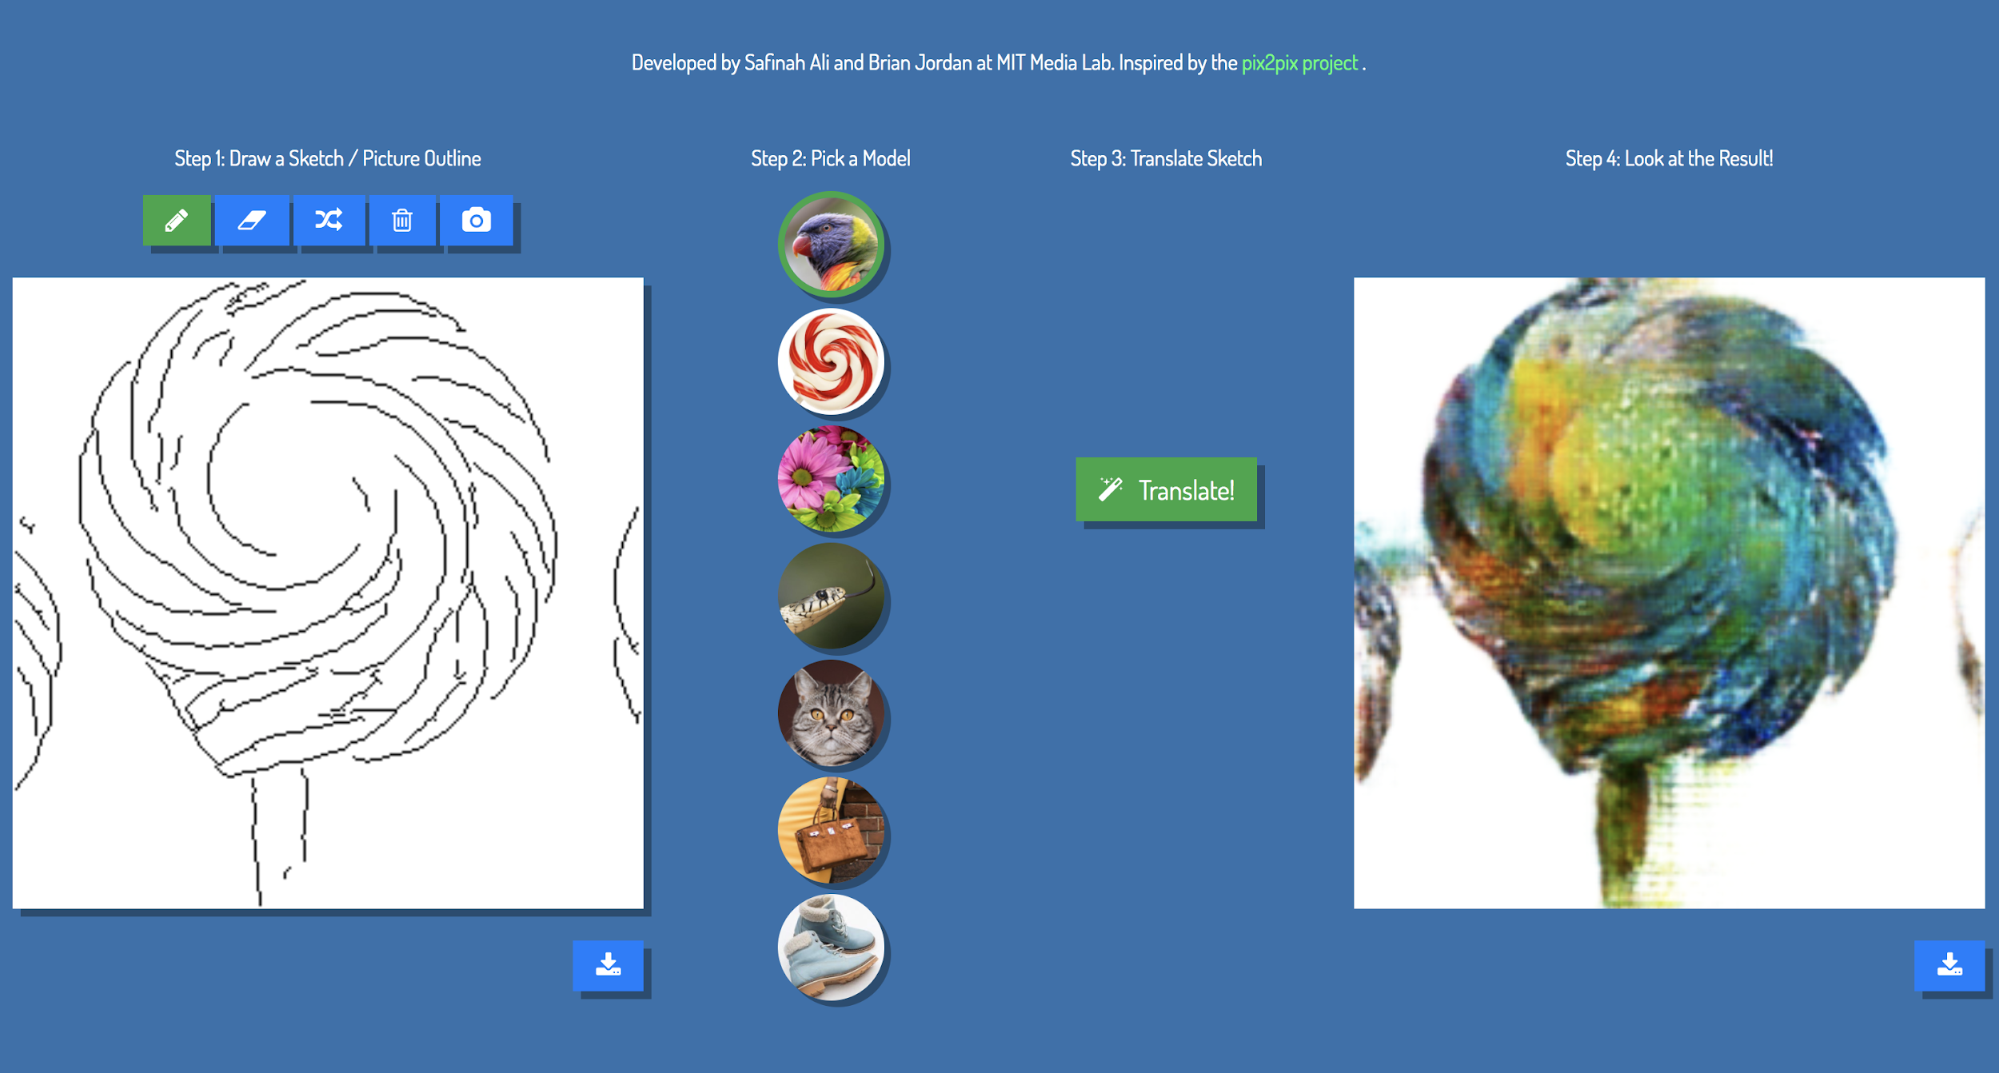 Developed by Safinah Ali and Brian Jordan at MIT Media Lab. Inspired by the pix2pix project .
Step 1: Draw a Sketch / Picture Outline
Step 2: Pick a Model
Step 3: Translate Sketch
Step 4: Look at the Result!
Translate!